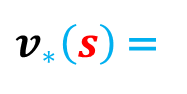 v*(s) =